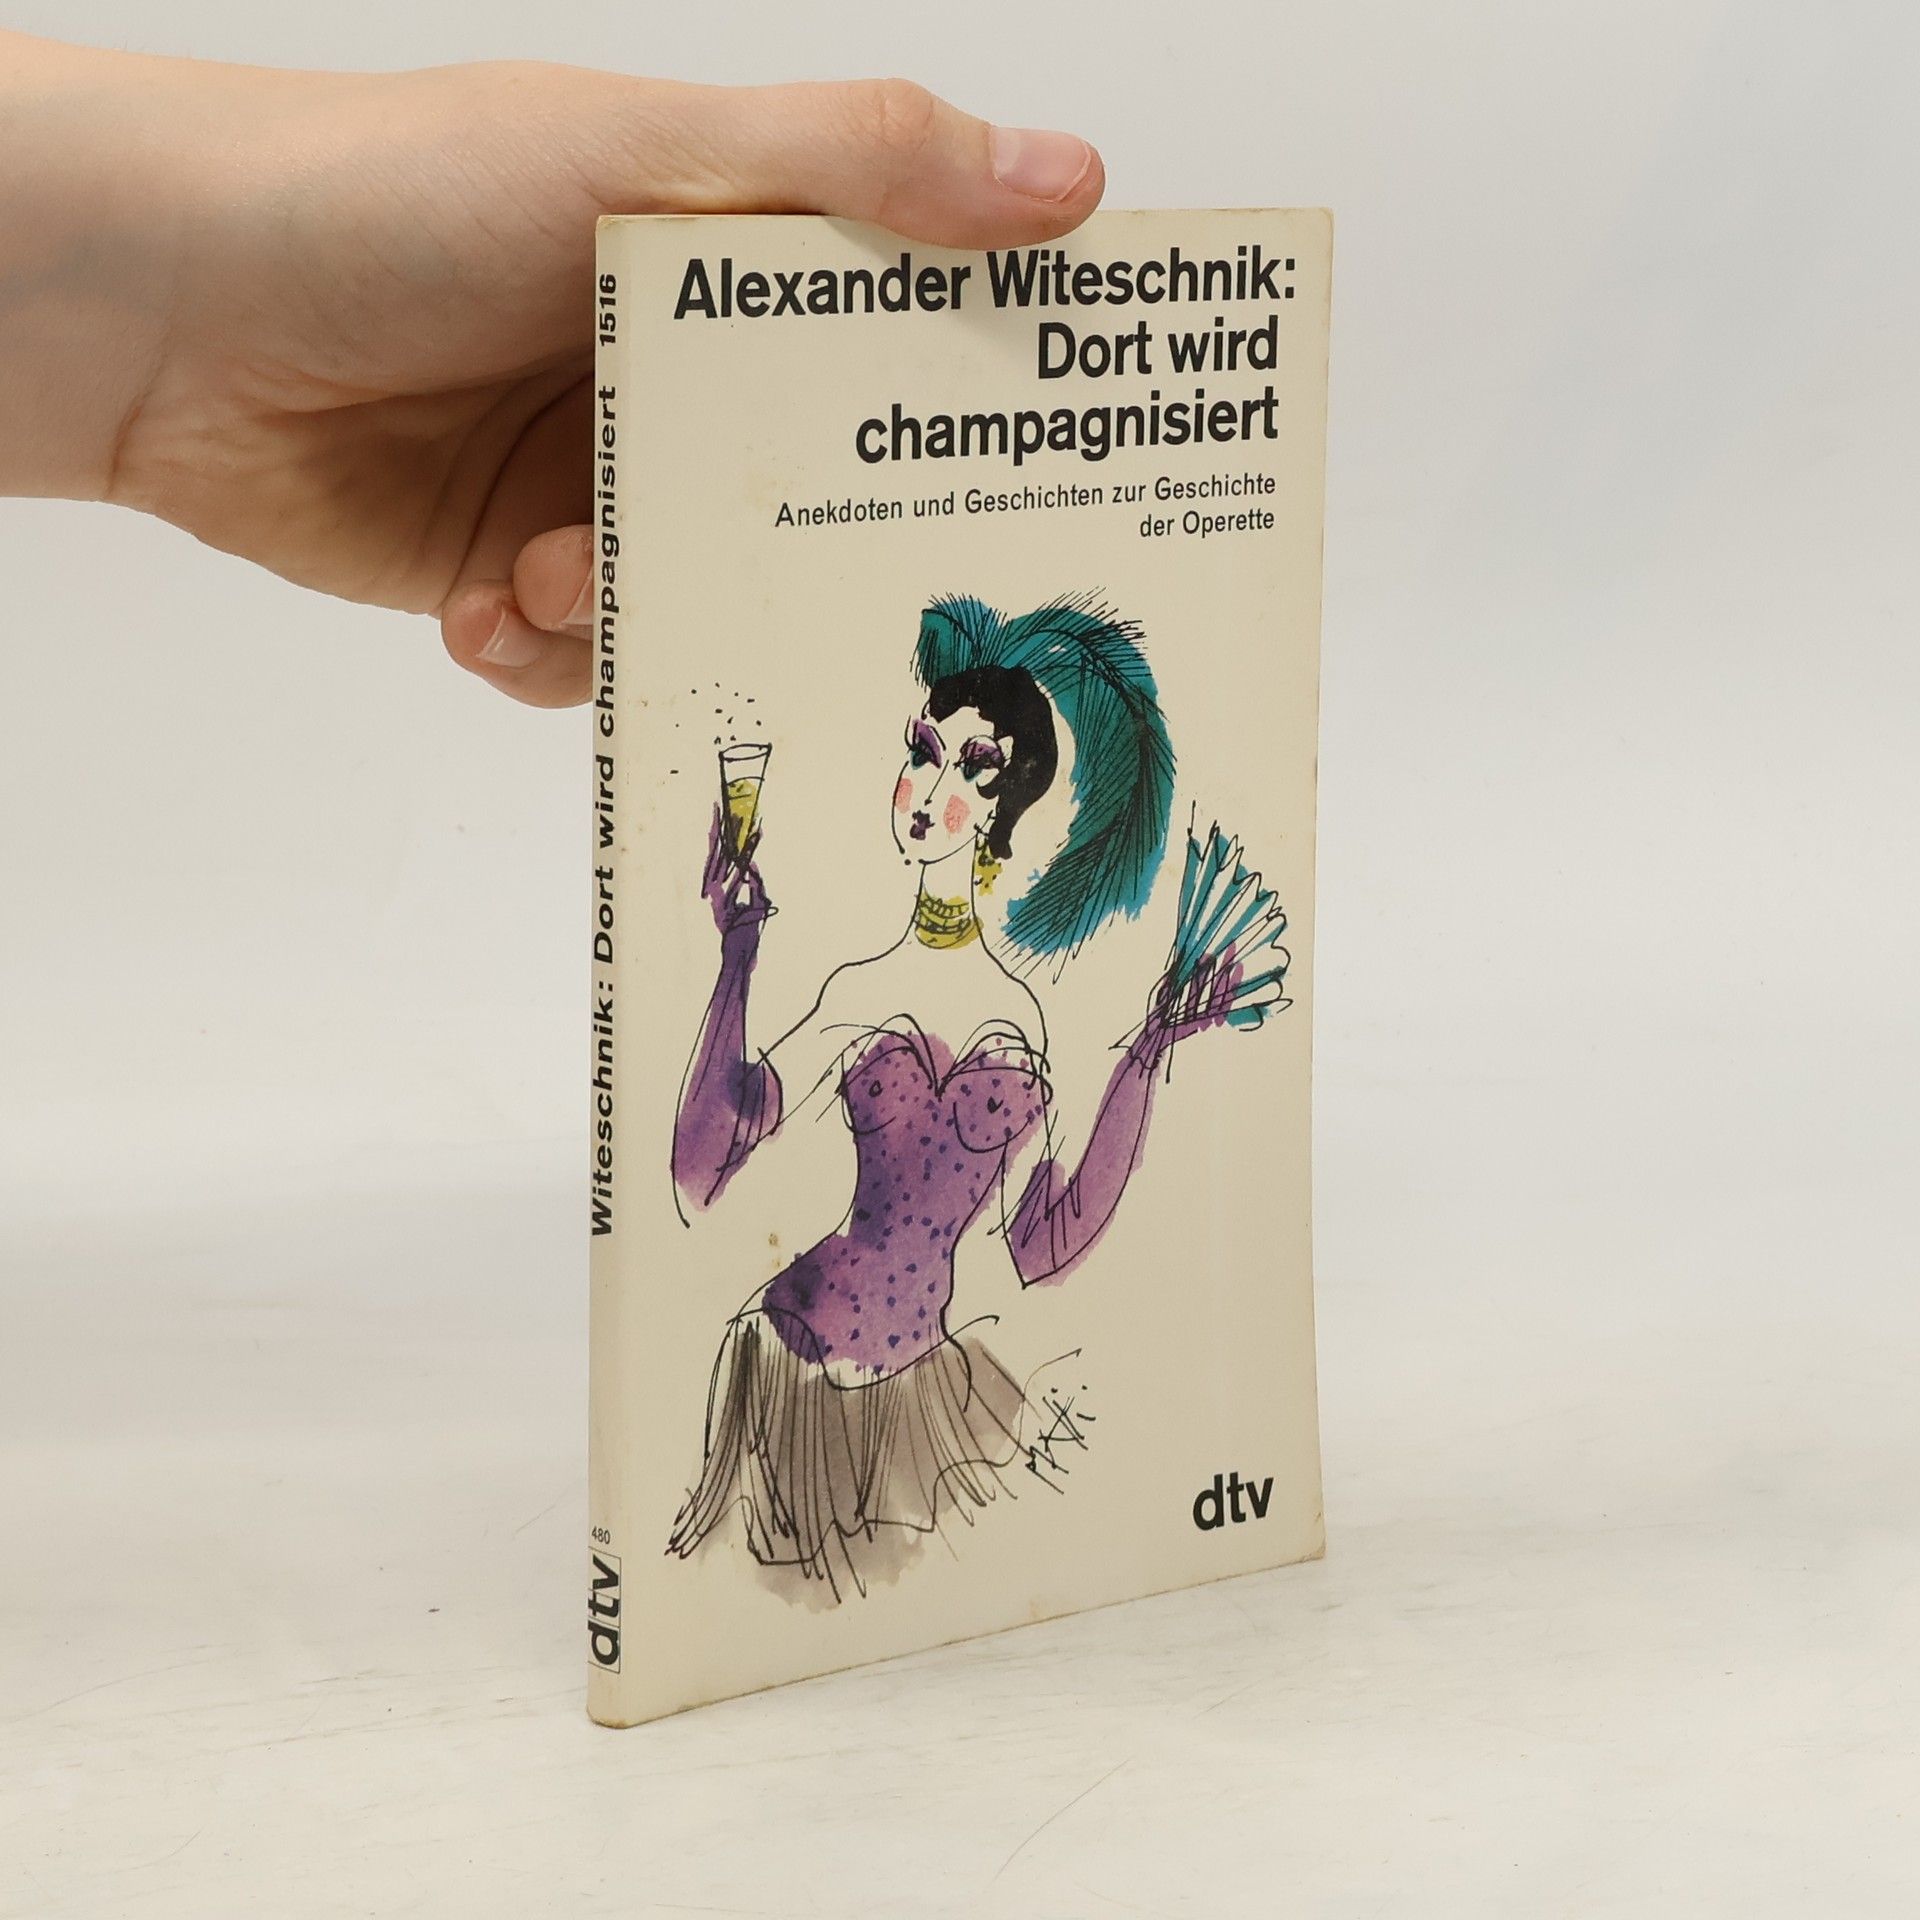 Alexander Witeschnik:
Dort wird
champagnisiert
Anekdoten und Geschichten zur Geschichte
der Operette
dtv
Witeschnik: Dort wird champagnisiert 1516
480
dtv